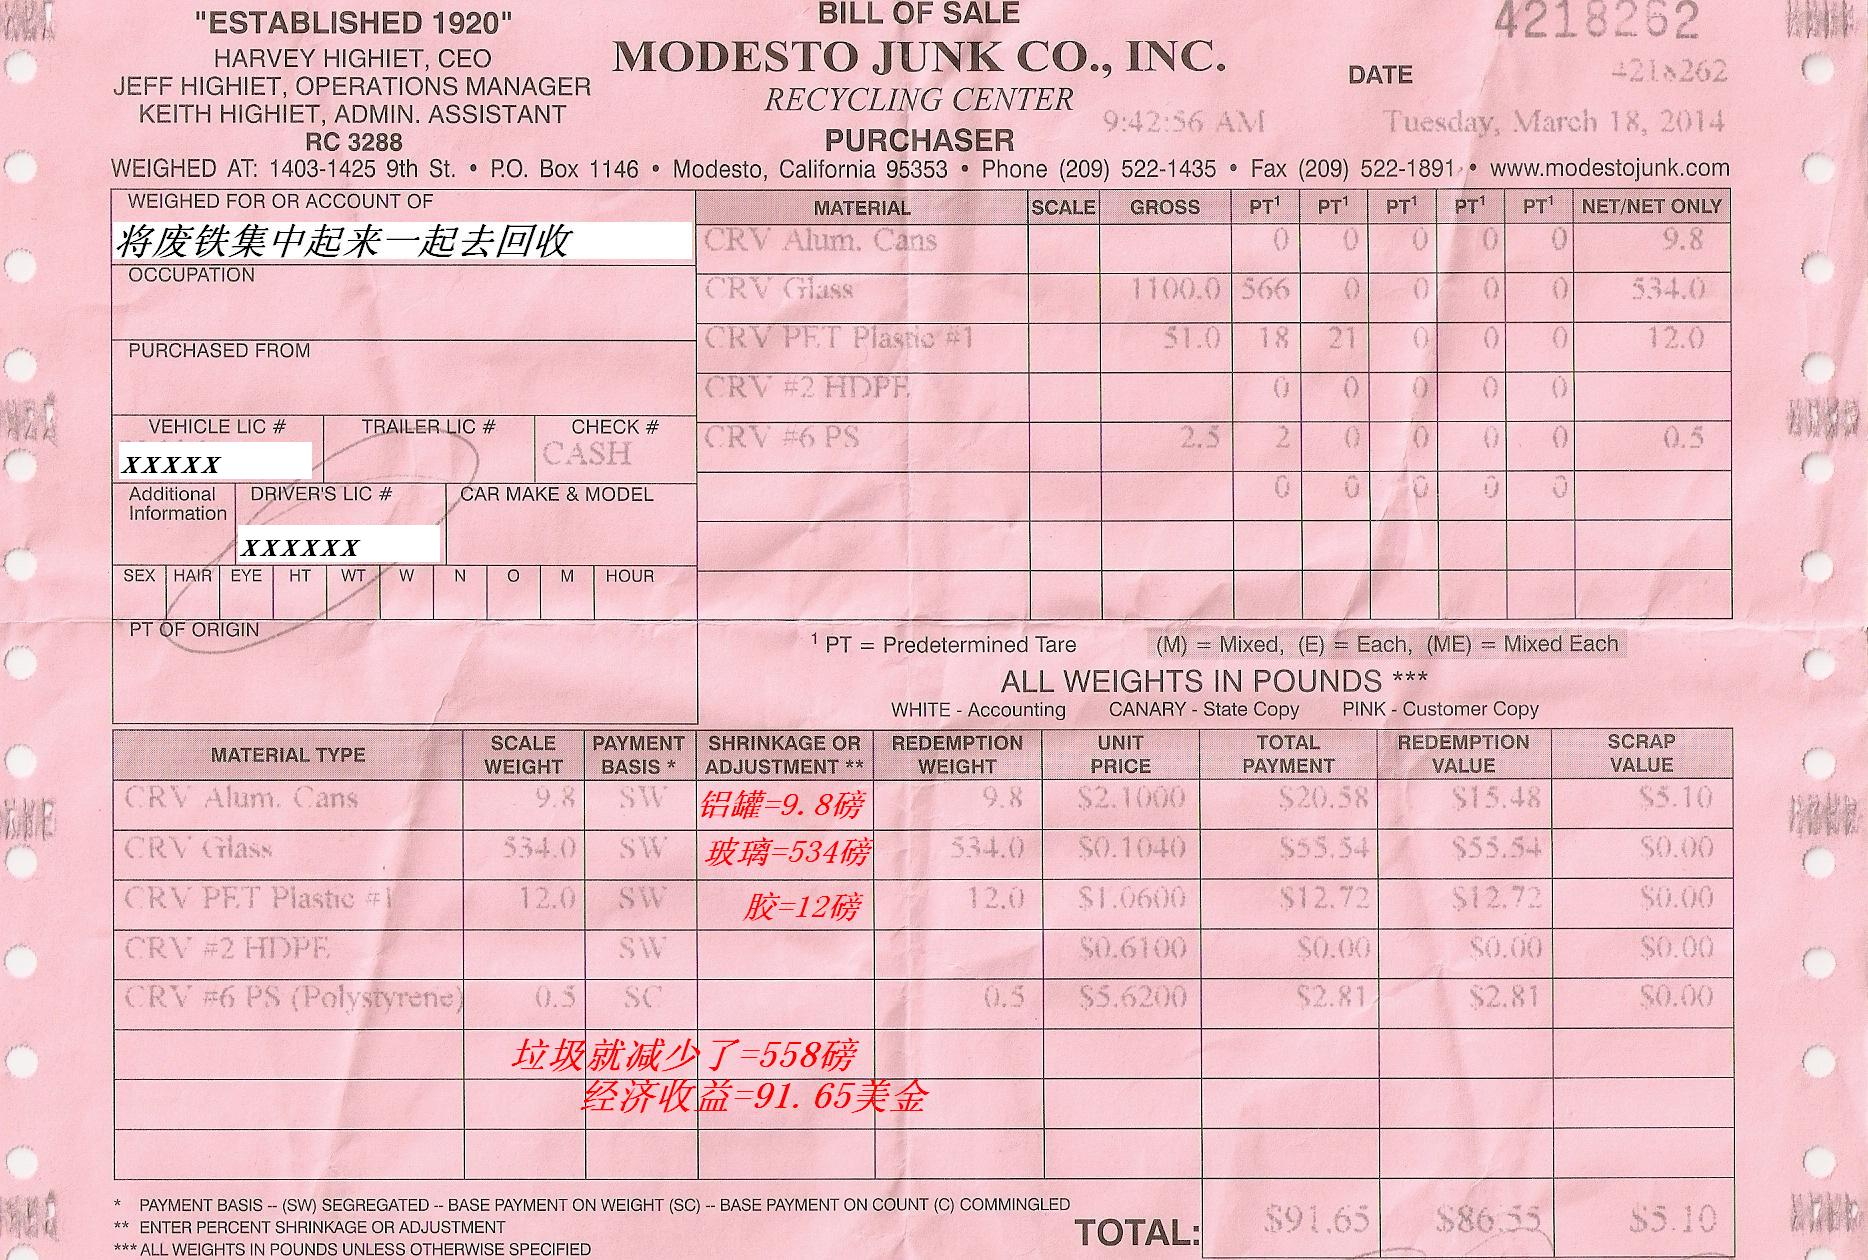 "ESTABLISHED 1920"
HARVEY HIGHIET, CEO
JEFF HIGHIET, OPERATIONS MANAGER
KEITH HIGHIET, ADMIN. ASSISTANT
RC 3288
BILL OF SALE
MODESTO JUNK CO., INC.
RECYCLING CENTER
PURCHASER
4218262
DATE 4218262
9:42:56 AM Tuesday, March 18, 2014
WEIGHED AT: 1403-1425 9th St. • P.O. Box 1146 • Modesto, California 95353 • Phone (209) 522-1435 • Fax (209) 522-1891 • www.modestojunk.com
WEIGHED FOR OR ACCOUNT OF
将废铁集中起来一起去回收
OCCUPATION
PURCHASED FROM
VEHICLE LIC # TRAILER LIC # CHECK #
XXXXX CASH
Additional Information DRIVER'S LIC # CAR MAKE & MODEL
XXXXXX
SEX HAIR EYE HT WT W N O M HOUR
PT OF ORIGIN
MATERIAL SCALE GROSS PT1 PT1 PT1 PT1 PT1 NET/NET ONLY
CRV Alum. Cans 0 0 0 0 0 9.8
CRV Glass 1100.0 566 0 0 0 0 534.0
CRV PET Plastic #1 51.0 18 21 0 0 0 12.0
CRV #2 HDPE 0 0 0 0 0
CRV #6 PS 2.5 2 0 0 0 0 0.5
0 0 0 0 0
1 PT = Predetermined Tare (M) = Mixed, (E) = Each, (ME) = Mixed Each
ALL WEIGHTS IN POUNDS ***
WHITE - Accounting CANARY - State Copy PINK - Customer Copy
MATERIAL TYPE SCALE WEIGHT PAYMENT BASIS * SHRINKAGE OR ADJUSTMENT ** REDEMPTION WEIGHT UNIT PRICE TOTAL PAYMENT REDEMPTION VALUE SCRAP VALUE
CRV Alum. Cans 9.8 SW 铝罐=9.8磅 9.8 $2.1000 $20.58 $15.48 $5.10
CRV Glass 534.0 SW 玻璃=534磅 534.0 $0.1040 $55.54 $55.54 $0.00
CRV PET Plastic #1 12.0 SW 胶=12磅 12.0 $1.0600 $12.72 $12.72 $0.00
CRV #2 HDPE SW $0.6100 $0.00 $0.00 $0.00
CRV #6 PS (Polystyrene) 0.5 SC 0.5 $5.6200 $2.81 $2.81 $0.00
垃圾就减少了=558磅
经济收益=91.65美金
* PAYMENT BASIS -- (SW) SEGREGATED -- BASE PAYMENT ON WEIGHT (SC) -- BASE PAYMENT ON COUNT (C) COMMINGLED
** ENTER PERCENT SHRINKAGE OR ADJUSTMENT
*** ALL WEIGHTS IN POUNDS UNLESS OTHERWISE SPECIFIED
TOTAL: $91.65 $86.55 $5.10